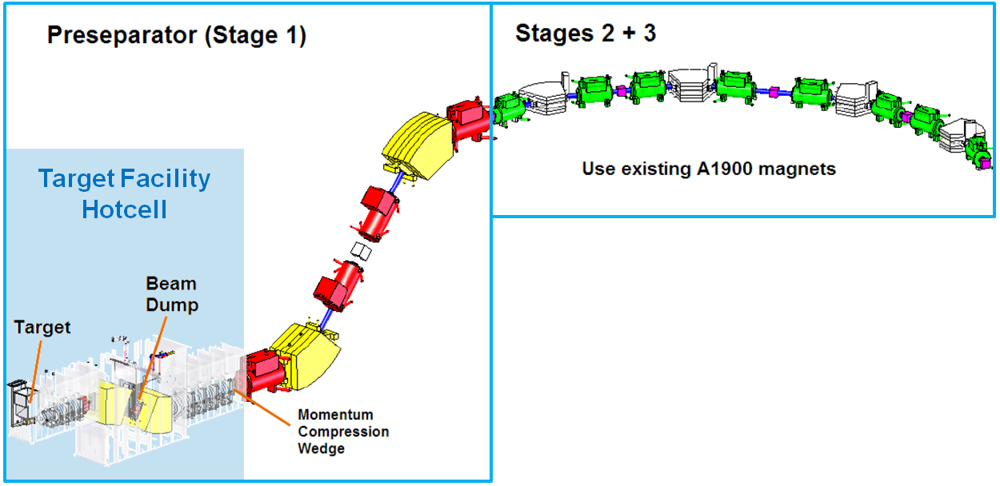 Preseparator (Stage 1)
Stages 2 + 3
Use existing A1900 magnets
Target Facility
Hotcell
Beam
Dump
Target
Momentum
Compression
Wedge